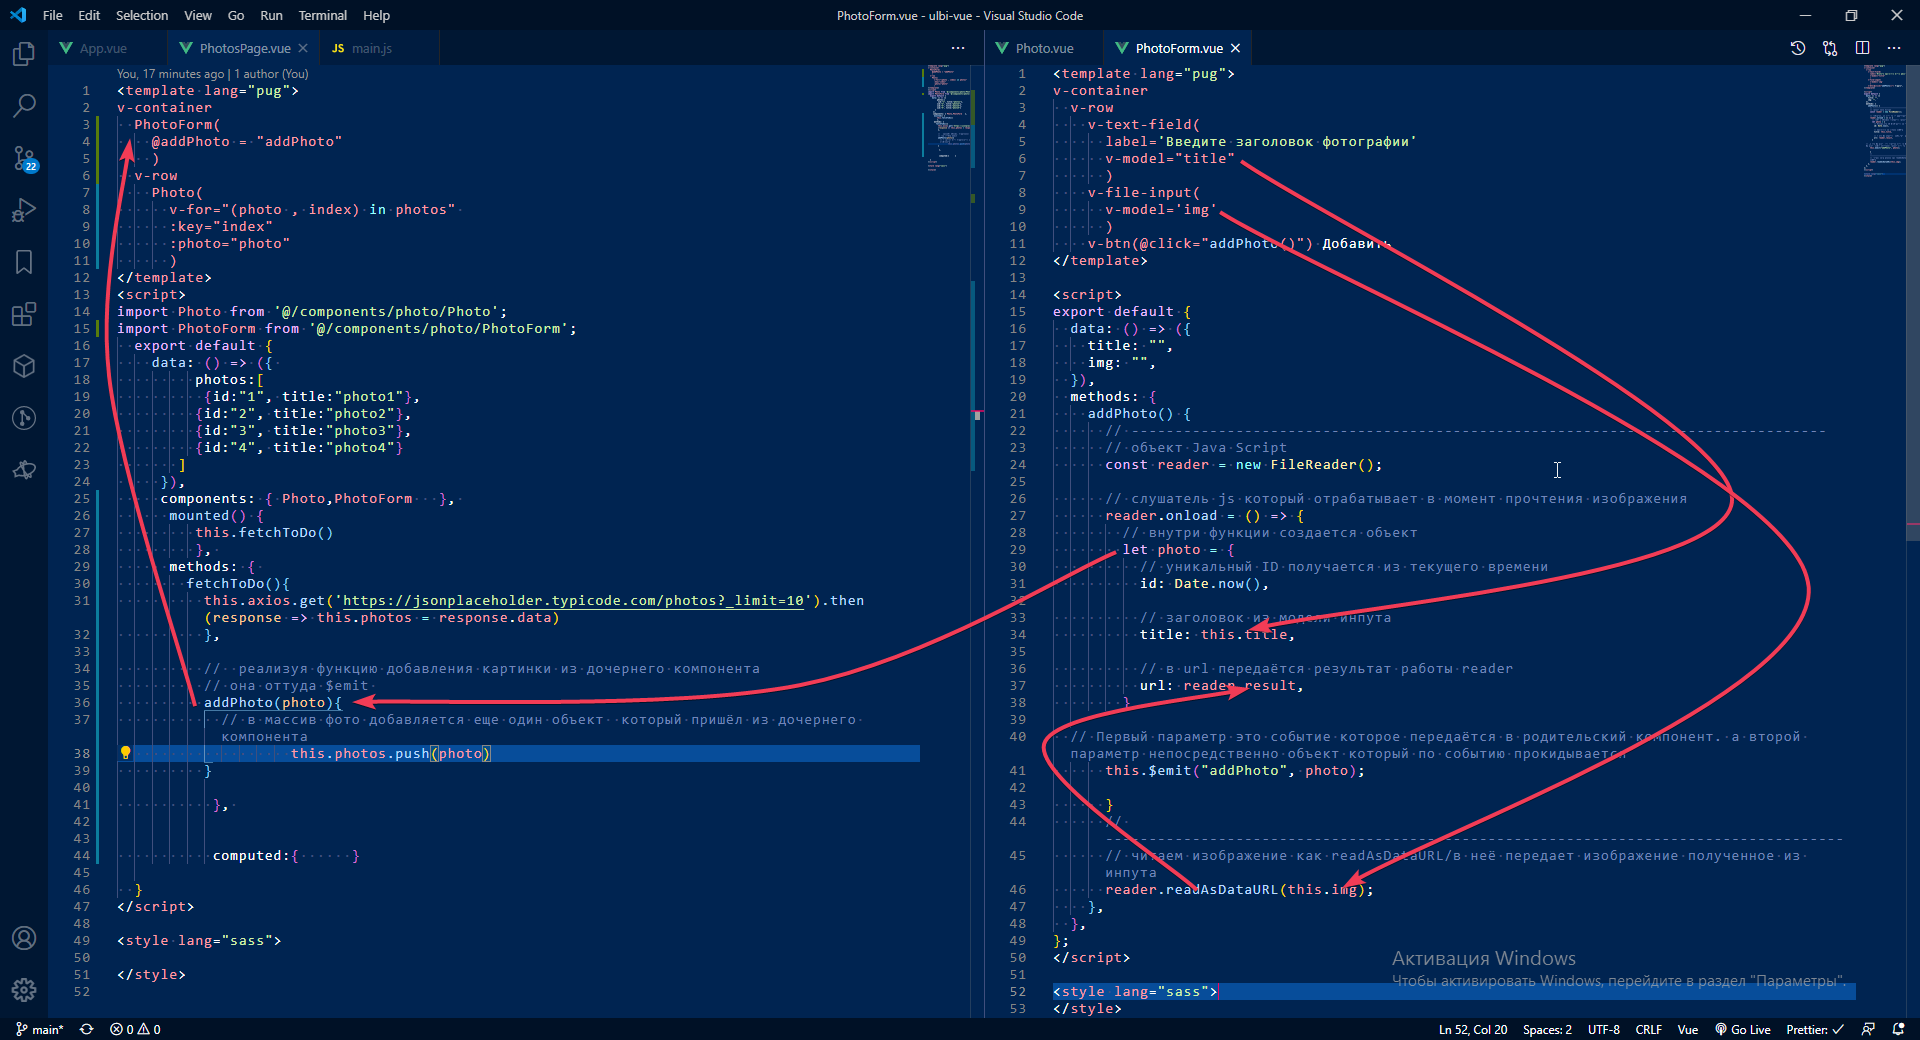 File Edit Selection View Go Run Terminal Help
PhotoForm.vue - ulbi-vue - Visual Studio Code
App.vue
PhotosPage.vue
JS main.js
Photo.vue
PhotoForm.vue
22
You, 17 minutes ago | 1 author (You)
1 <template lang="pug">
2 v-container
3 PhotoForm(
4 @addPhoto = "addPhoto"
5 )
6 v-row
7 Photo(
8 v-for="(photo , index) in photos"
9 :key="index"
10 :photo="photo"
11 )
12 </template>
13 <script>
14 import Photo from '@/components/photo/Photo';
15 import PhotoForm from '@/components/photo/PhotoForm';
16 export default {
17 data: () => ({
18 photos:[
19 {id:"1", title:"photo1"},
20 {id:"2", title:"photo2"},
21 {id:"3", title:"photo3"},
22 {id:"4", title:"photo4"}
23 ]
24 }),
25 components: { Photo,PhotoForm },
26 mounted() {
27 this.fetchToDo()
28 },
29 methods: {
30 fetchToDo(){
31 this.axios.get('https://jsonplaceholder.typicode.com/photos?_limit=10').then
(response => this.photos = response.data)
32 },
33
34 // реализуя функцию добавления картинки из дочернего компонента
35 // она оттуда $emit
36 addPhoto(photo){
37 // в массив фото добавляется еще один объект который пришёл из дочернего
компонента
38 this.photos.push(photo)
39 }
40
41 },
42
43
44 computed:{ }
45
46 }
47 </script>
48
49 <style lang="sass">
50
51 </style>
52
1 <template lang="pug">
2 v-container
3 v-row
4 v-text-field(
5 label='Введите заголовок фотографии'
6 v-model="title"
7 )
8 v-file-input(
9 v-model='img'
10 )
11 v-btn(@click="addPhoto()") Добавить
12 </template>
13
14 <script>
15 export default {
16 data: () => ({
17 title: "",
18 img: "",
19 }),
20 methods: {
21 addPhoto() {
22 // ---------------------------------------------------------------------------------
23 // объект Java Script
24 const reader = new FileReader();
25
26 // слушатель js который отрабатывает в момент прочтения изображения
27 reader.onload = () => {
28 // внутри функции создается объект
29 let photo = {
30 // уникальный ID получается из текущего времени
31 id: Date.now(),
32
33 // заголовок из модели инпута
34 title: this.title,
35
36 // в url передаётся результат работы reader
37 url: reader.result,
38 }
39
40 // Первый параметр это событие которое передаётся в родительский компонент. а второй
параметр непосредственно объект который по событию прокидывается
41 this.$emit("addPhoto", photo);
42
43 }
44 //
-------------------------------------------------------------------------------------
45 // читаем изображение как readAsDataURL/в неё передает изображение полученное из
инпута
46 reader.readAsDataURL(this.img);
47 },
48 },
49 };
50 </script>
51
52 <style lang="sass">
53 </style>
Активация Windows
Чтобы активировать Windows, перейдите в раздел "Параметры".
main* 0 0
Ln 52, Col 20 Spaces: 2 UTF-8 CRLF Vue Go Live Prettier: ✓